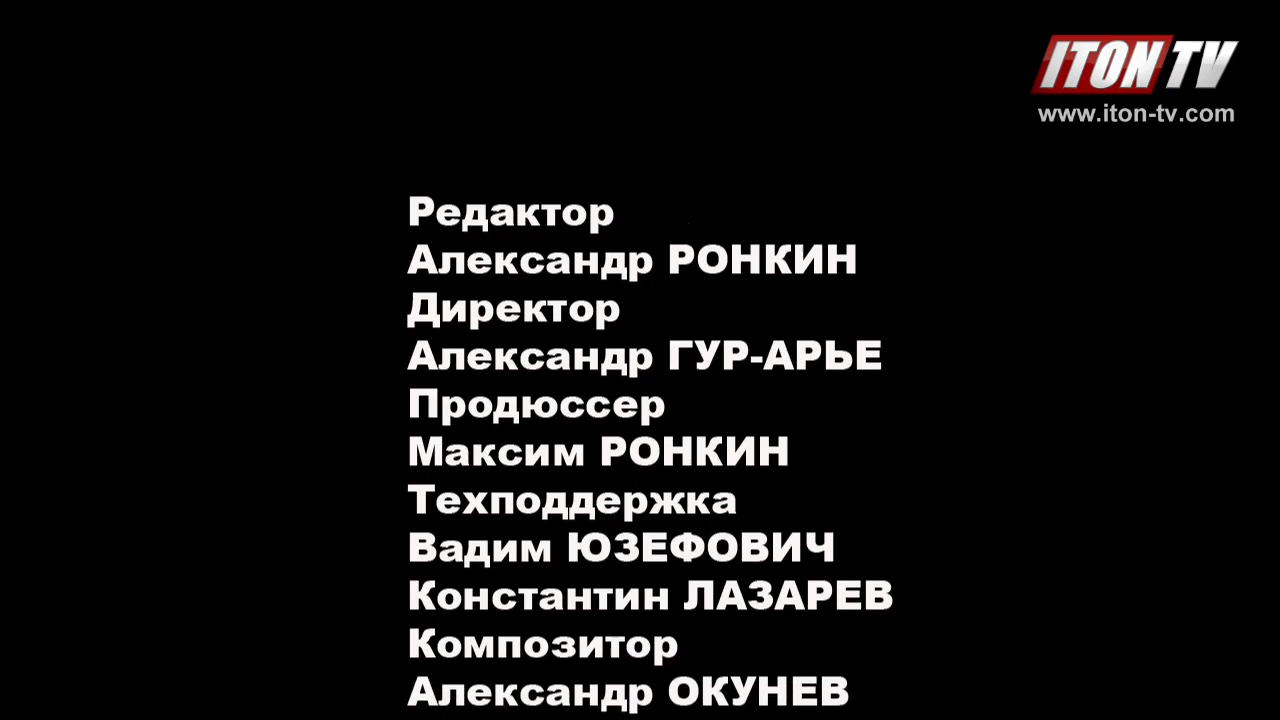 ITON TV
www.iton-tv.com
Редактор
Александр РОНКИН
Директор
Александр ГУР-АРЬЕ
Продюссер
Максим РОНКИН
Техподдержка
Вадим ЮЗЕФОВИЧ
Константин ЛАЗАРЕВ
Композитор
Александр ОКУНЕВ